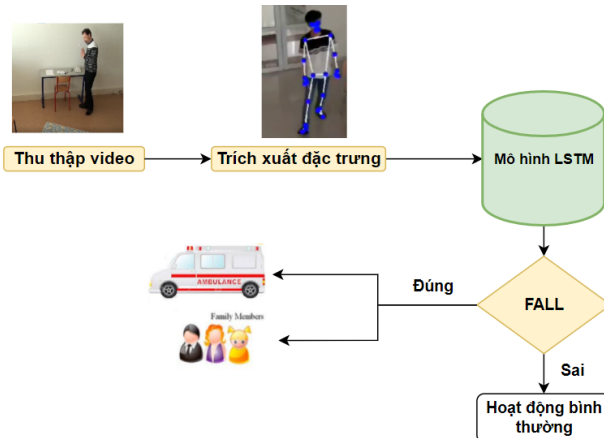 Thu thập video
Trích xuất đặc trưng
Mô hình LSTM
AMBULANCE
Family Members
Đúng
FALL
Sai
Hoạt động bình
thường